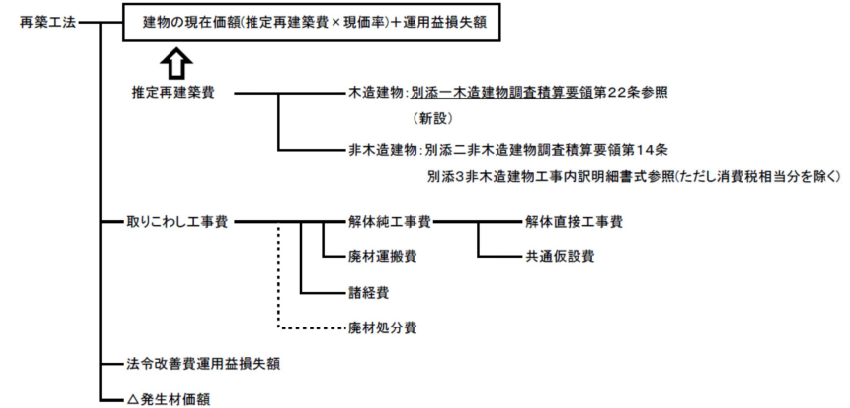 再築工法
建物の現在価額(推定再建築費×現価率)+運用益損失額
推定再建築費
木造建物:別添一木造建物調査積算要領第22条参照
(新設)
非木造建物:別添二非木造建物調査積算要領第14条
別添3非木造建物工事内訳明細書式参照(ただし消費税相当分を除く)
取りこわし工事費
解体純工事費
解体直接工事費
廃材運搬費
共通仮設費
諸経費
廃材処分費
法令改善費運用益損失額
△発生材価額